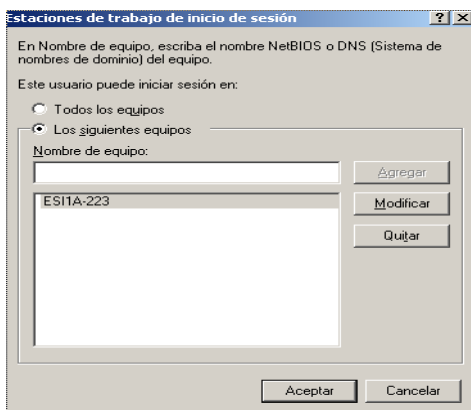 Estaciones de trabajo de inicio de sesión
En Nombre de equipo, escriba el nombre NetBIOS o DNS (Sistema de
nombres de dominio) del equipo.
Este usuario puede iniciar sesión en:
Todos los equipos
Los siguientes equipos
Nombre de equipo:
Agregar
ESI1A-223
Modificar
Quitar
Aceptar Cancelar